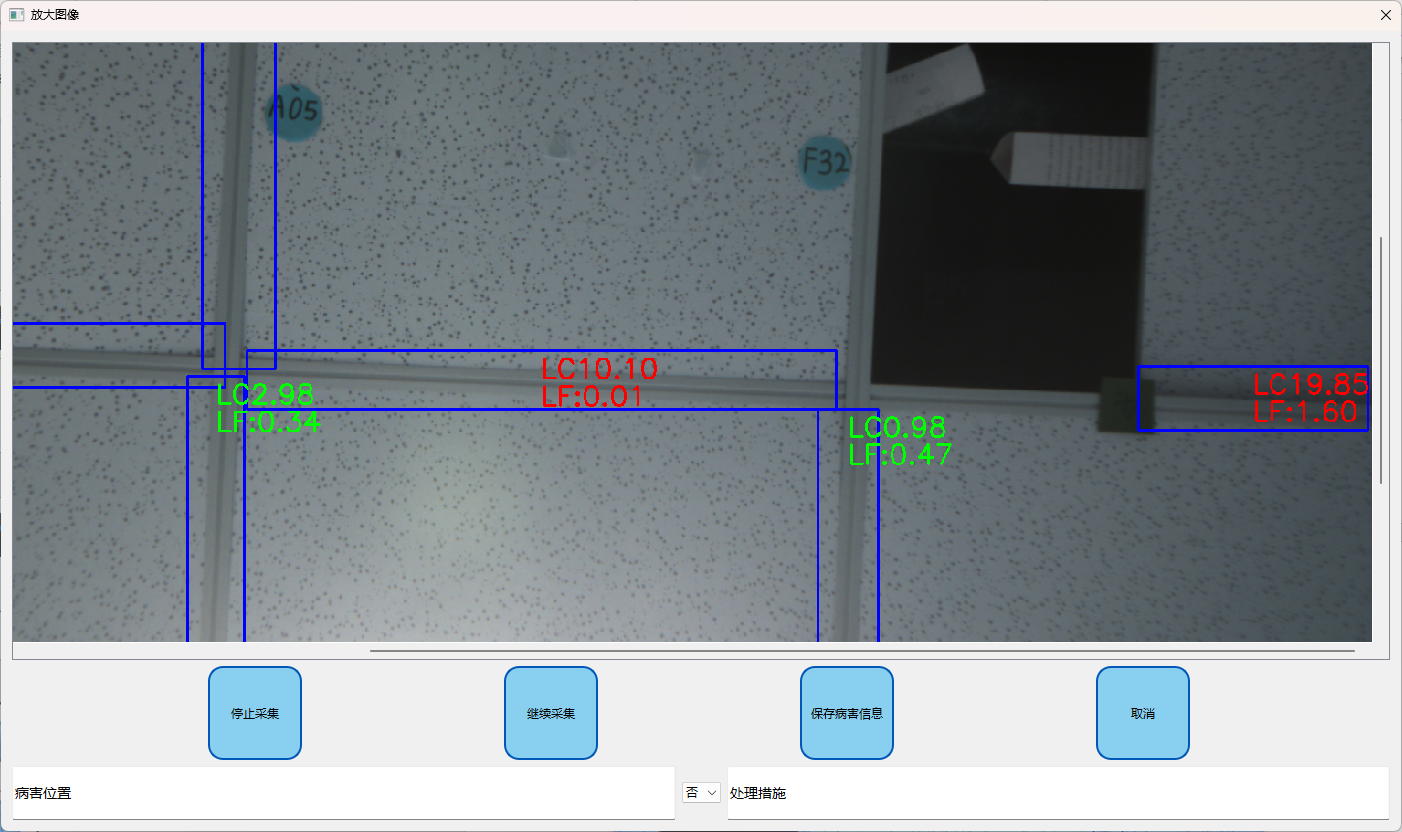 放大图像
A05
F32
LC10.10
LF:0.01
LC19.85
LF:1.60
LC2.98
LF:0.34
LC0.98
LF:0.47
停止采集
继续采集
保存病害信息
取消
病害位置
否
处理措施